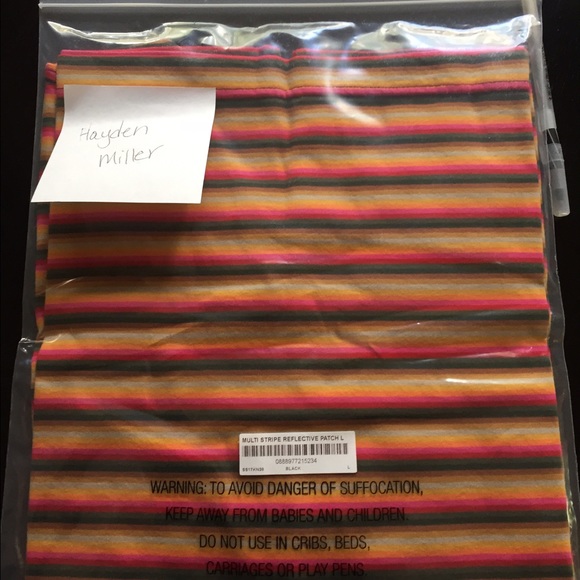 Hayden
Miller
MULTI STRIPE REFLECTIVE PATCH L
0888977215234
BLACK L
WARNING: TO AVOID DANGER OF SUFFOCATION,
KEEP AWAY FROM BABIES AND CHILDREN.
DO NOT USE IN CRIBS, BEDS,
CARRIAGES OR PLAY PENS